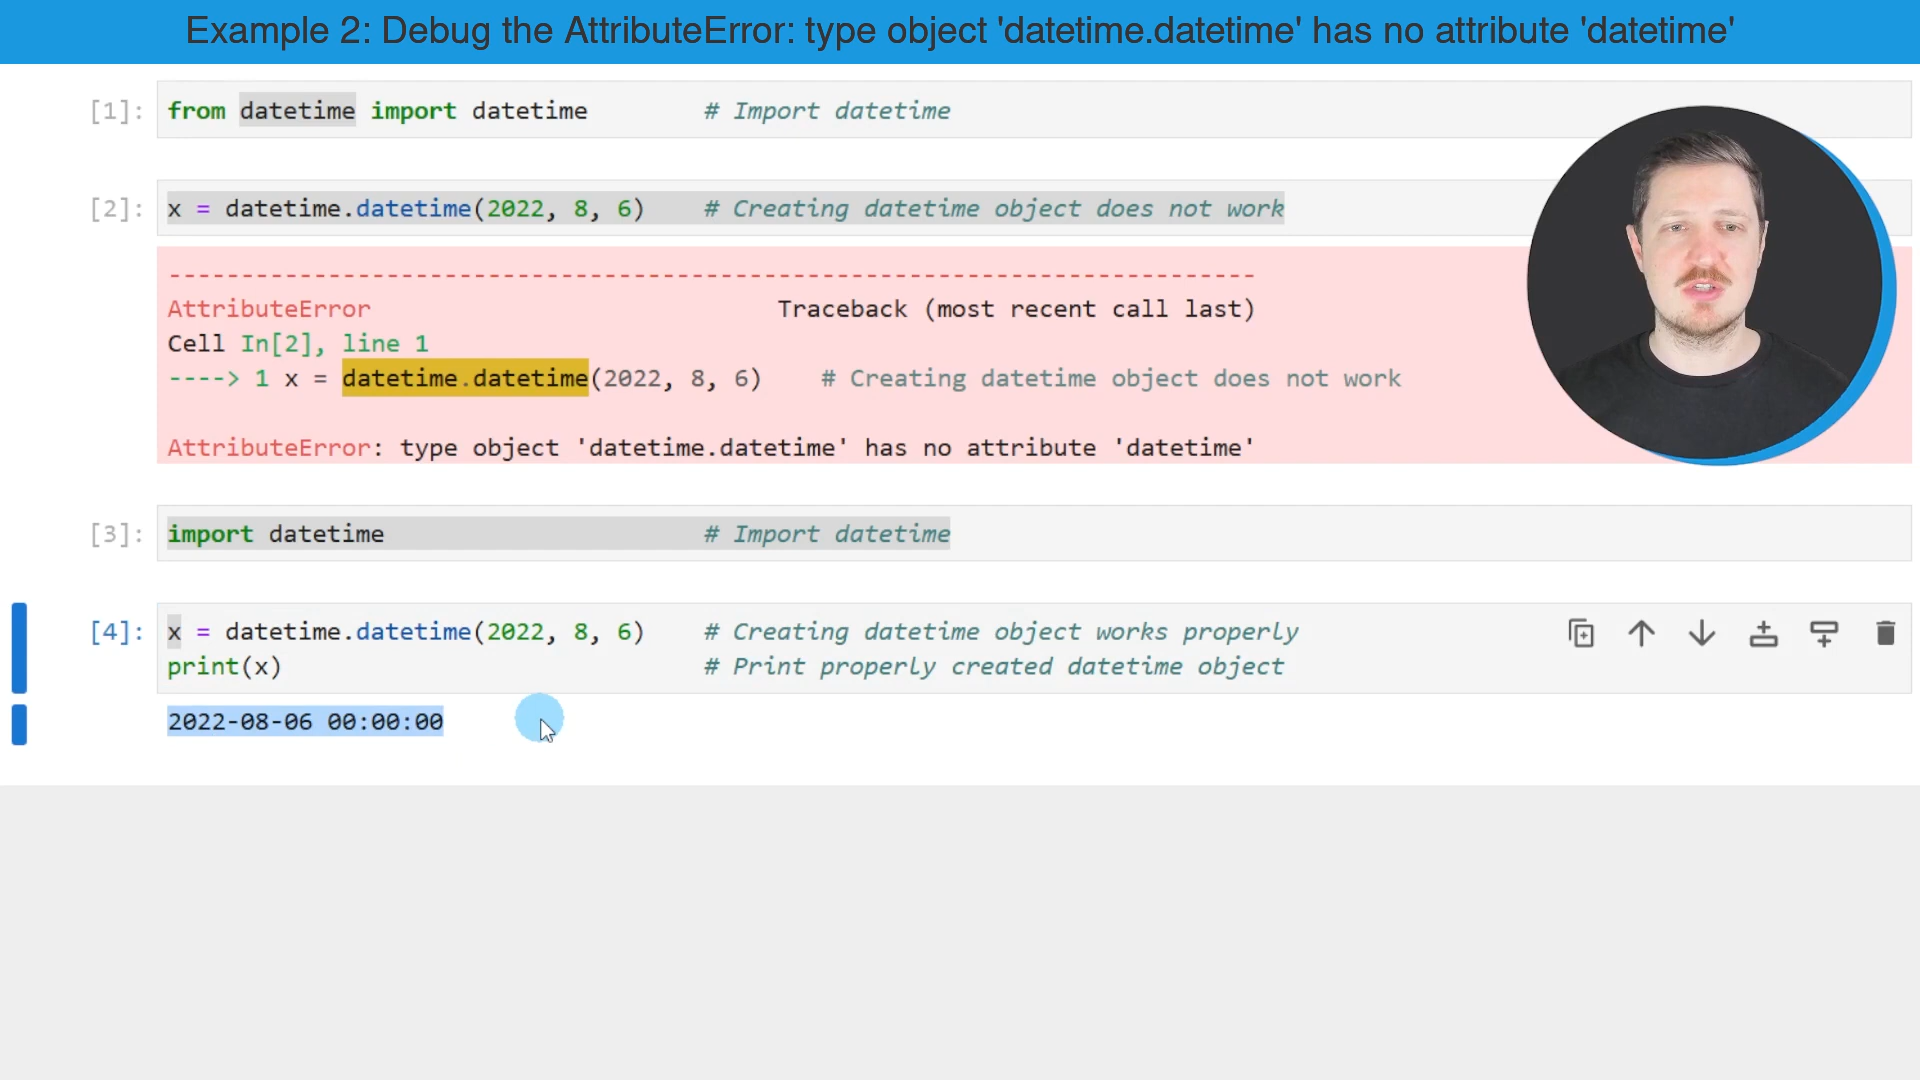 Example 2: Debug the AttributeError: type object 'datetime.datetime' has no attribute 'datetime'
[1]: from datetime import datetime # Import datetime
[2]: x = datetime.datetime(2022, 8, 6) # Creating datetime object does not work
---------------------------------------------------------------------------
AttributeError Traceback (most recent call last)
Cell In[2], line 1
----> 1 x = datetime.datetime(2022, 8, 6) # Creating datetime object does not work
AttributeError: type object 'datetime.datetime' has no attribute 'datetime'
[3]: import datetime # Import datetime
[4]: x = datetime.datetime(2022, 8, 6) # Creating datetime object works properly
print(x) # Print properly created datetime object
2022-08-06 00:00:00